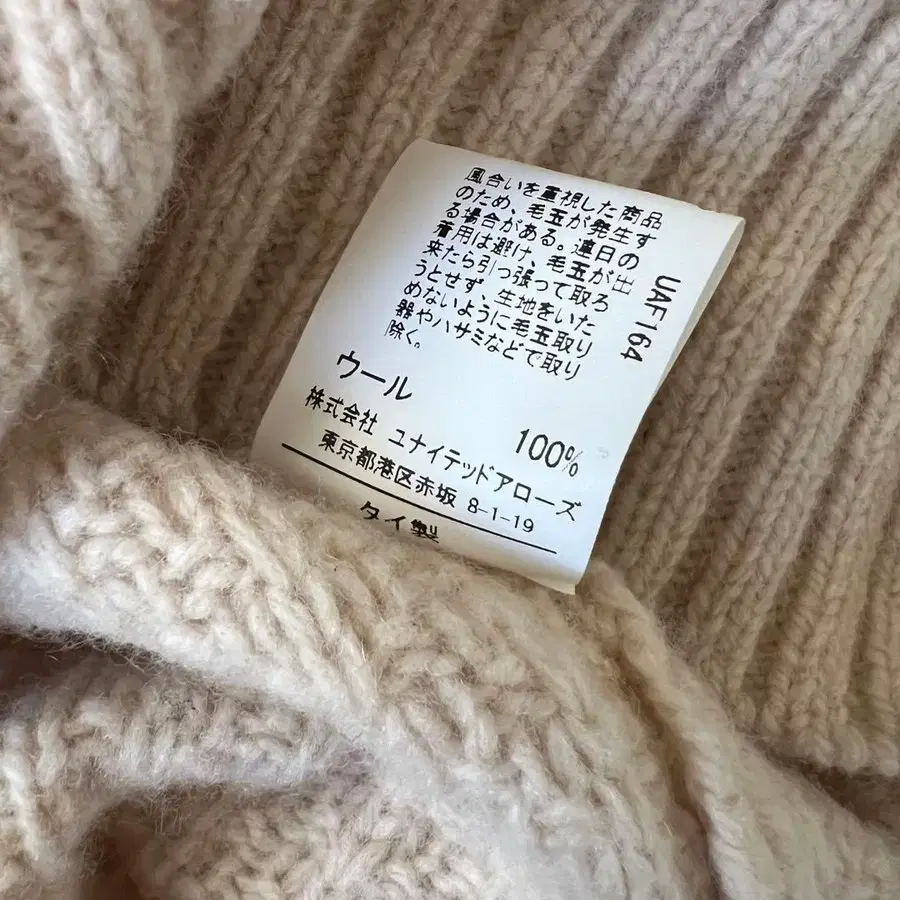 風合いを重視した商品
のため、毛玉が発生す
る場合がある。連日の
着用は避け、毛玉が出
来たら引っ張って取ろ
うとせず、生地をいた
めないように毛玉取り
器やハサミなどで取り
除く。
UAF164
ウール 100%
株式会社 ユナイテッドアローズ
東京都港区赤坂 8-1-19
タイ製